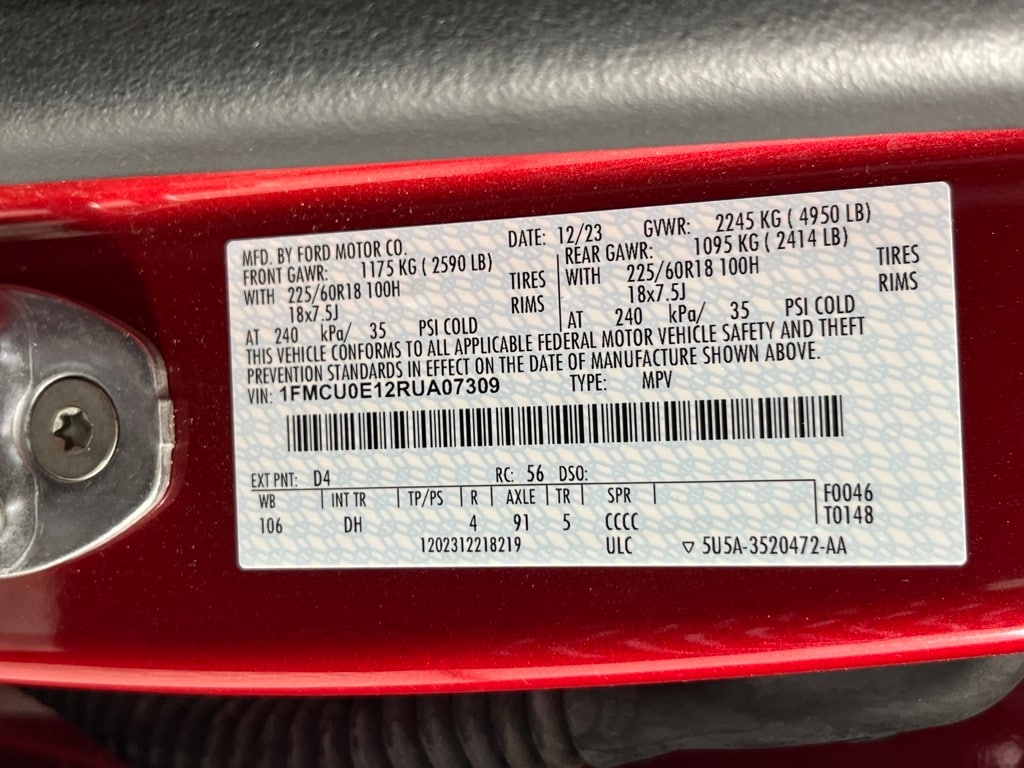 MFD. BY FORD MOTOR CO. DATE: 12/23 GVWR: 2245 KG ( 4950 LB)
FRONT GAWR: 1175 KG ( 2590 LB) REAR GAWR: 1095 KG ( 2414 LB)
WITH 225/60R18 100H TIRES WITH 225/60R18 100H TIRES
18x7.5J RIMS 18x7.5J RIMS
AT 240 kPa/ 35 PSI COLD AT 240 kPa/ 35 PSI COLD
THIS VEHICLE CONFORMS TO ALL APPLICABLE FEDERAL MOTOR VEHICLE SAFETY AND THEFT
PREVENTION STANDARDS IN EFFECT ON THE DATE OF MANUFACTURE SHOWN ABOVE.
VIN: 1FMCU0E12RUA07309 TYPE: MPV
EXT PNT: D4 RC: 56 DSO:
WB INT TR TP/PS R AXLE TR SPR F0046
106 DH 4 91 5 CCCC T0148
1202312218219 ULC ▽ 5U5A-3520472-AA